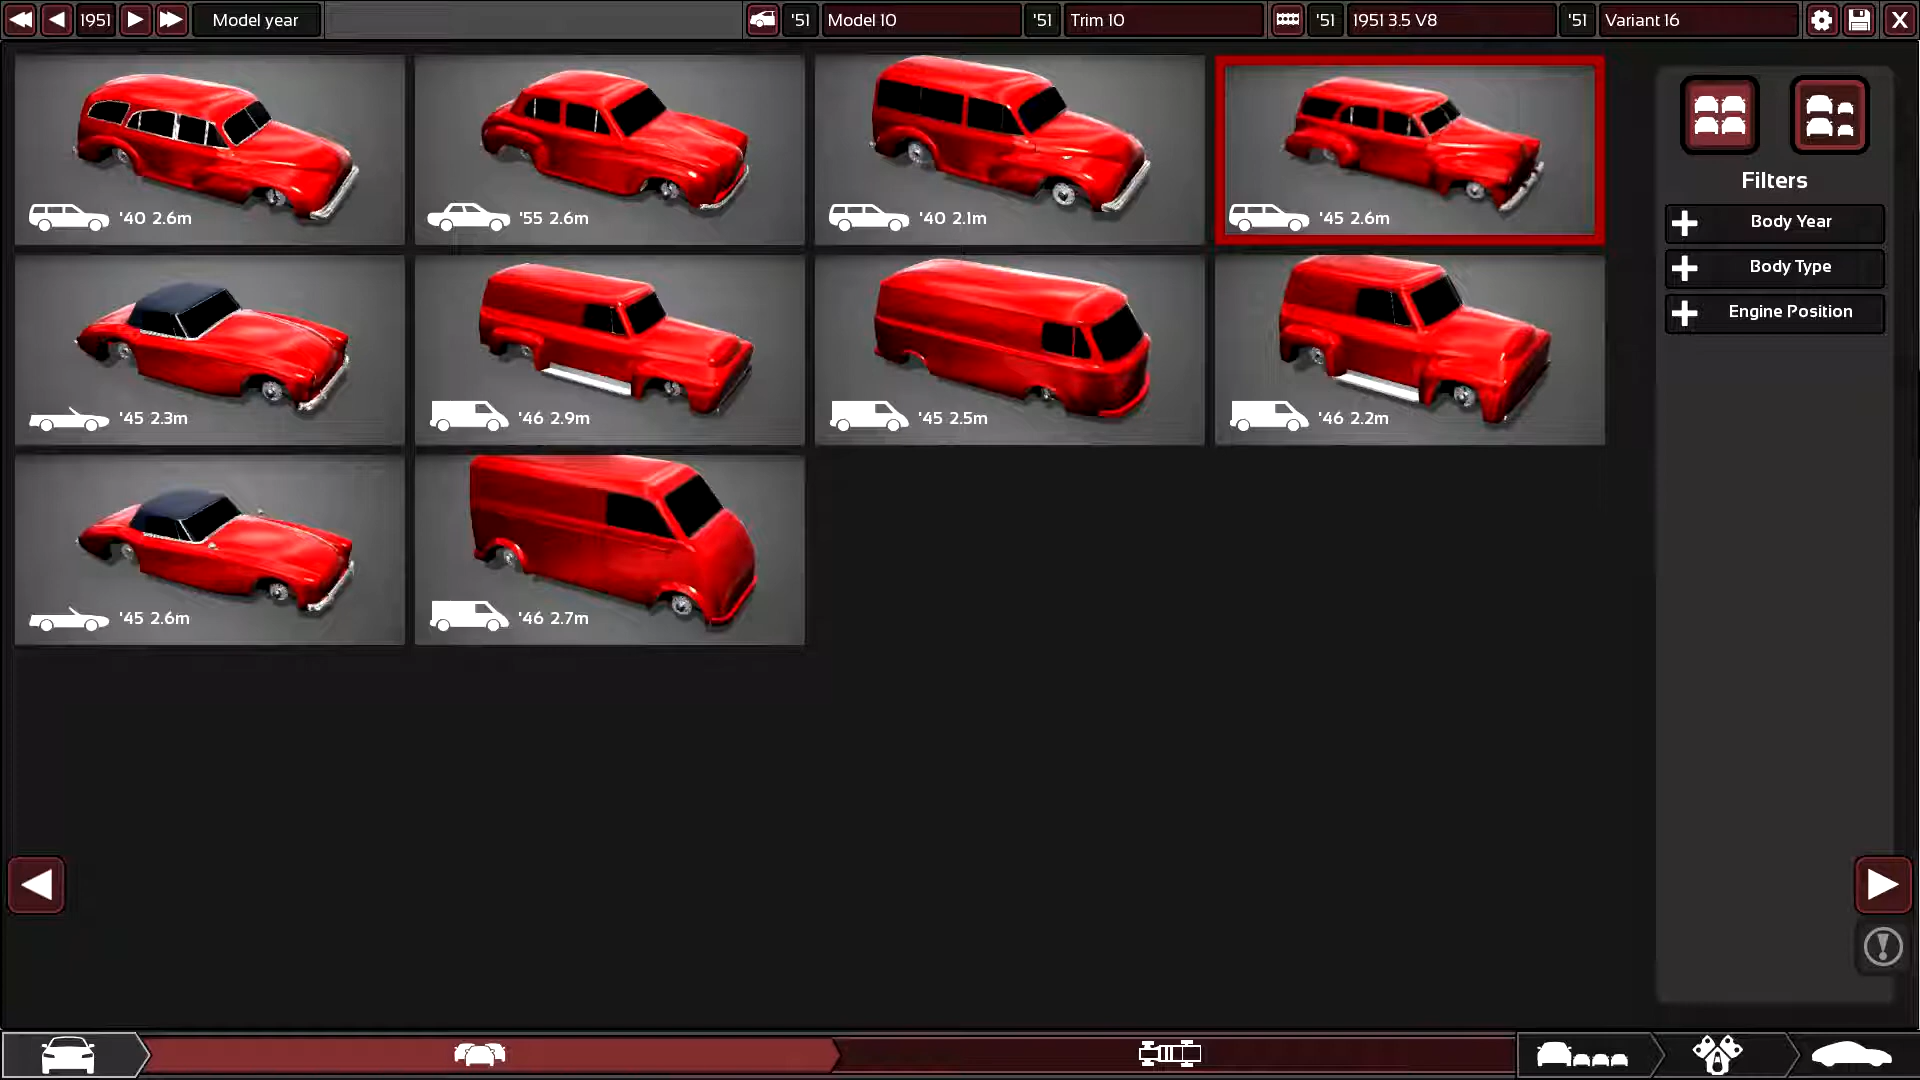 1951
Model year
'51
Model 10
'51
Trim 10
'51
1951 3.5 V8
'51
Variant 16
'40 2.6m
'55 2.6m
'40 2.1m
'45 2.6m
'45 2.3m
'46 2.9m
'45 2.5m
'46 2.2m
'45 2.6m
'46 2.7m
Filters
Body Year
Body Type
Engine Position